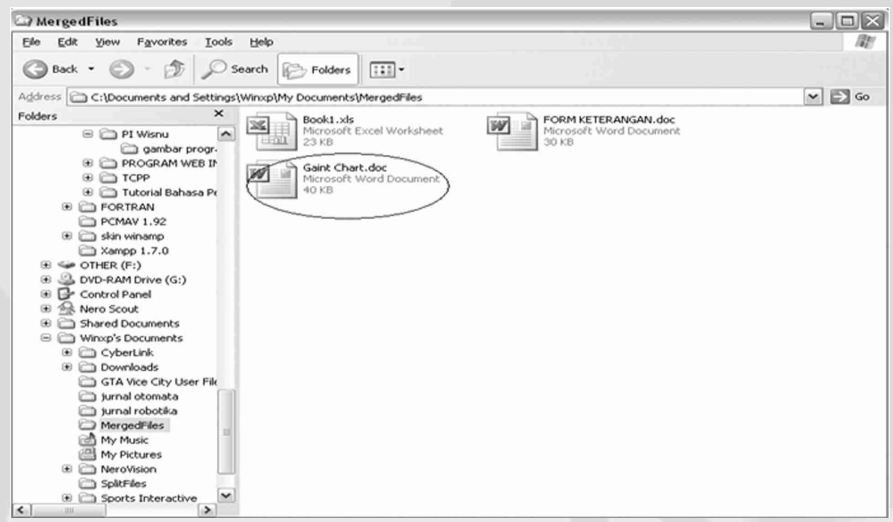 MergedFiles
File Edit View Favorites Tools Help
Back Search Folders
Address C:\Documents and Settings\Winxp\My Documents\MergedFiles Go
Folders
PI Wisnu
gambar progr
PROGRAM WEB IN
TCPP
Tutorial Bahasa Pe
FORTRAN
PCMAV 1.92
skin winamp
Xampp 1.7.0
OTHER (F:)
DVD-RAM Drive (G:)
Control Panel
Nero Scout
Shared Documents
Winxp's Documents
CyberLink
Downloads
GTA Vice City User File
jurnal otomata
jurnal robotika
MergedFiles
My Music
My Pictures
NeroVision
SplitFiles
Sports Interactive
Book1.xls
Microsoft Excel Worksheet
23 KB
FORM KETERANGAN.doc
Microsoft Word Document
30 KB
Gaint Chart.doc
Microsoft Word Document
40 KB